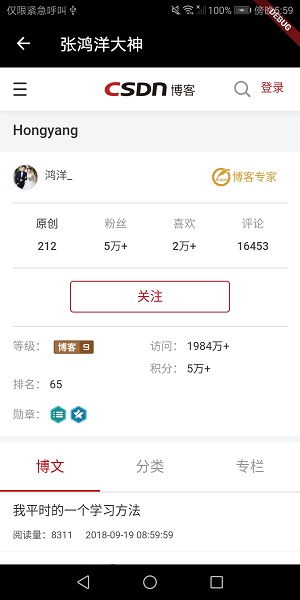 仅限紧急呼叫 100% 傍晚5:59
DEBUG
张鸿洋大神
CSDN 博客 登录
Hongyang
鸿洋_ 博客专家
原创 粉丝 喜欢 评论
212 5万+ 2万+ 16453
关注
等级： 博客 9 访问： 1984万+
积分： 5万+
排名： 65
勋章：
博文 分类 专栏
我平时的一个学习方法
阅读量：8311 2018-09-19 08:59:59